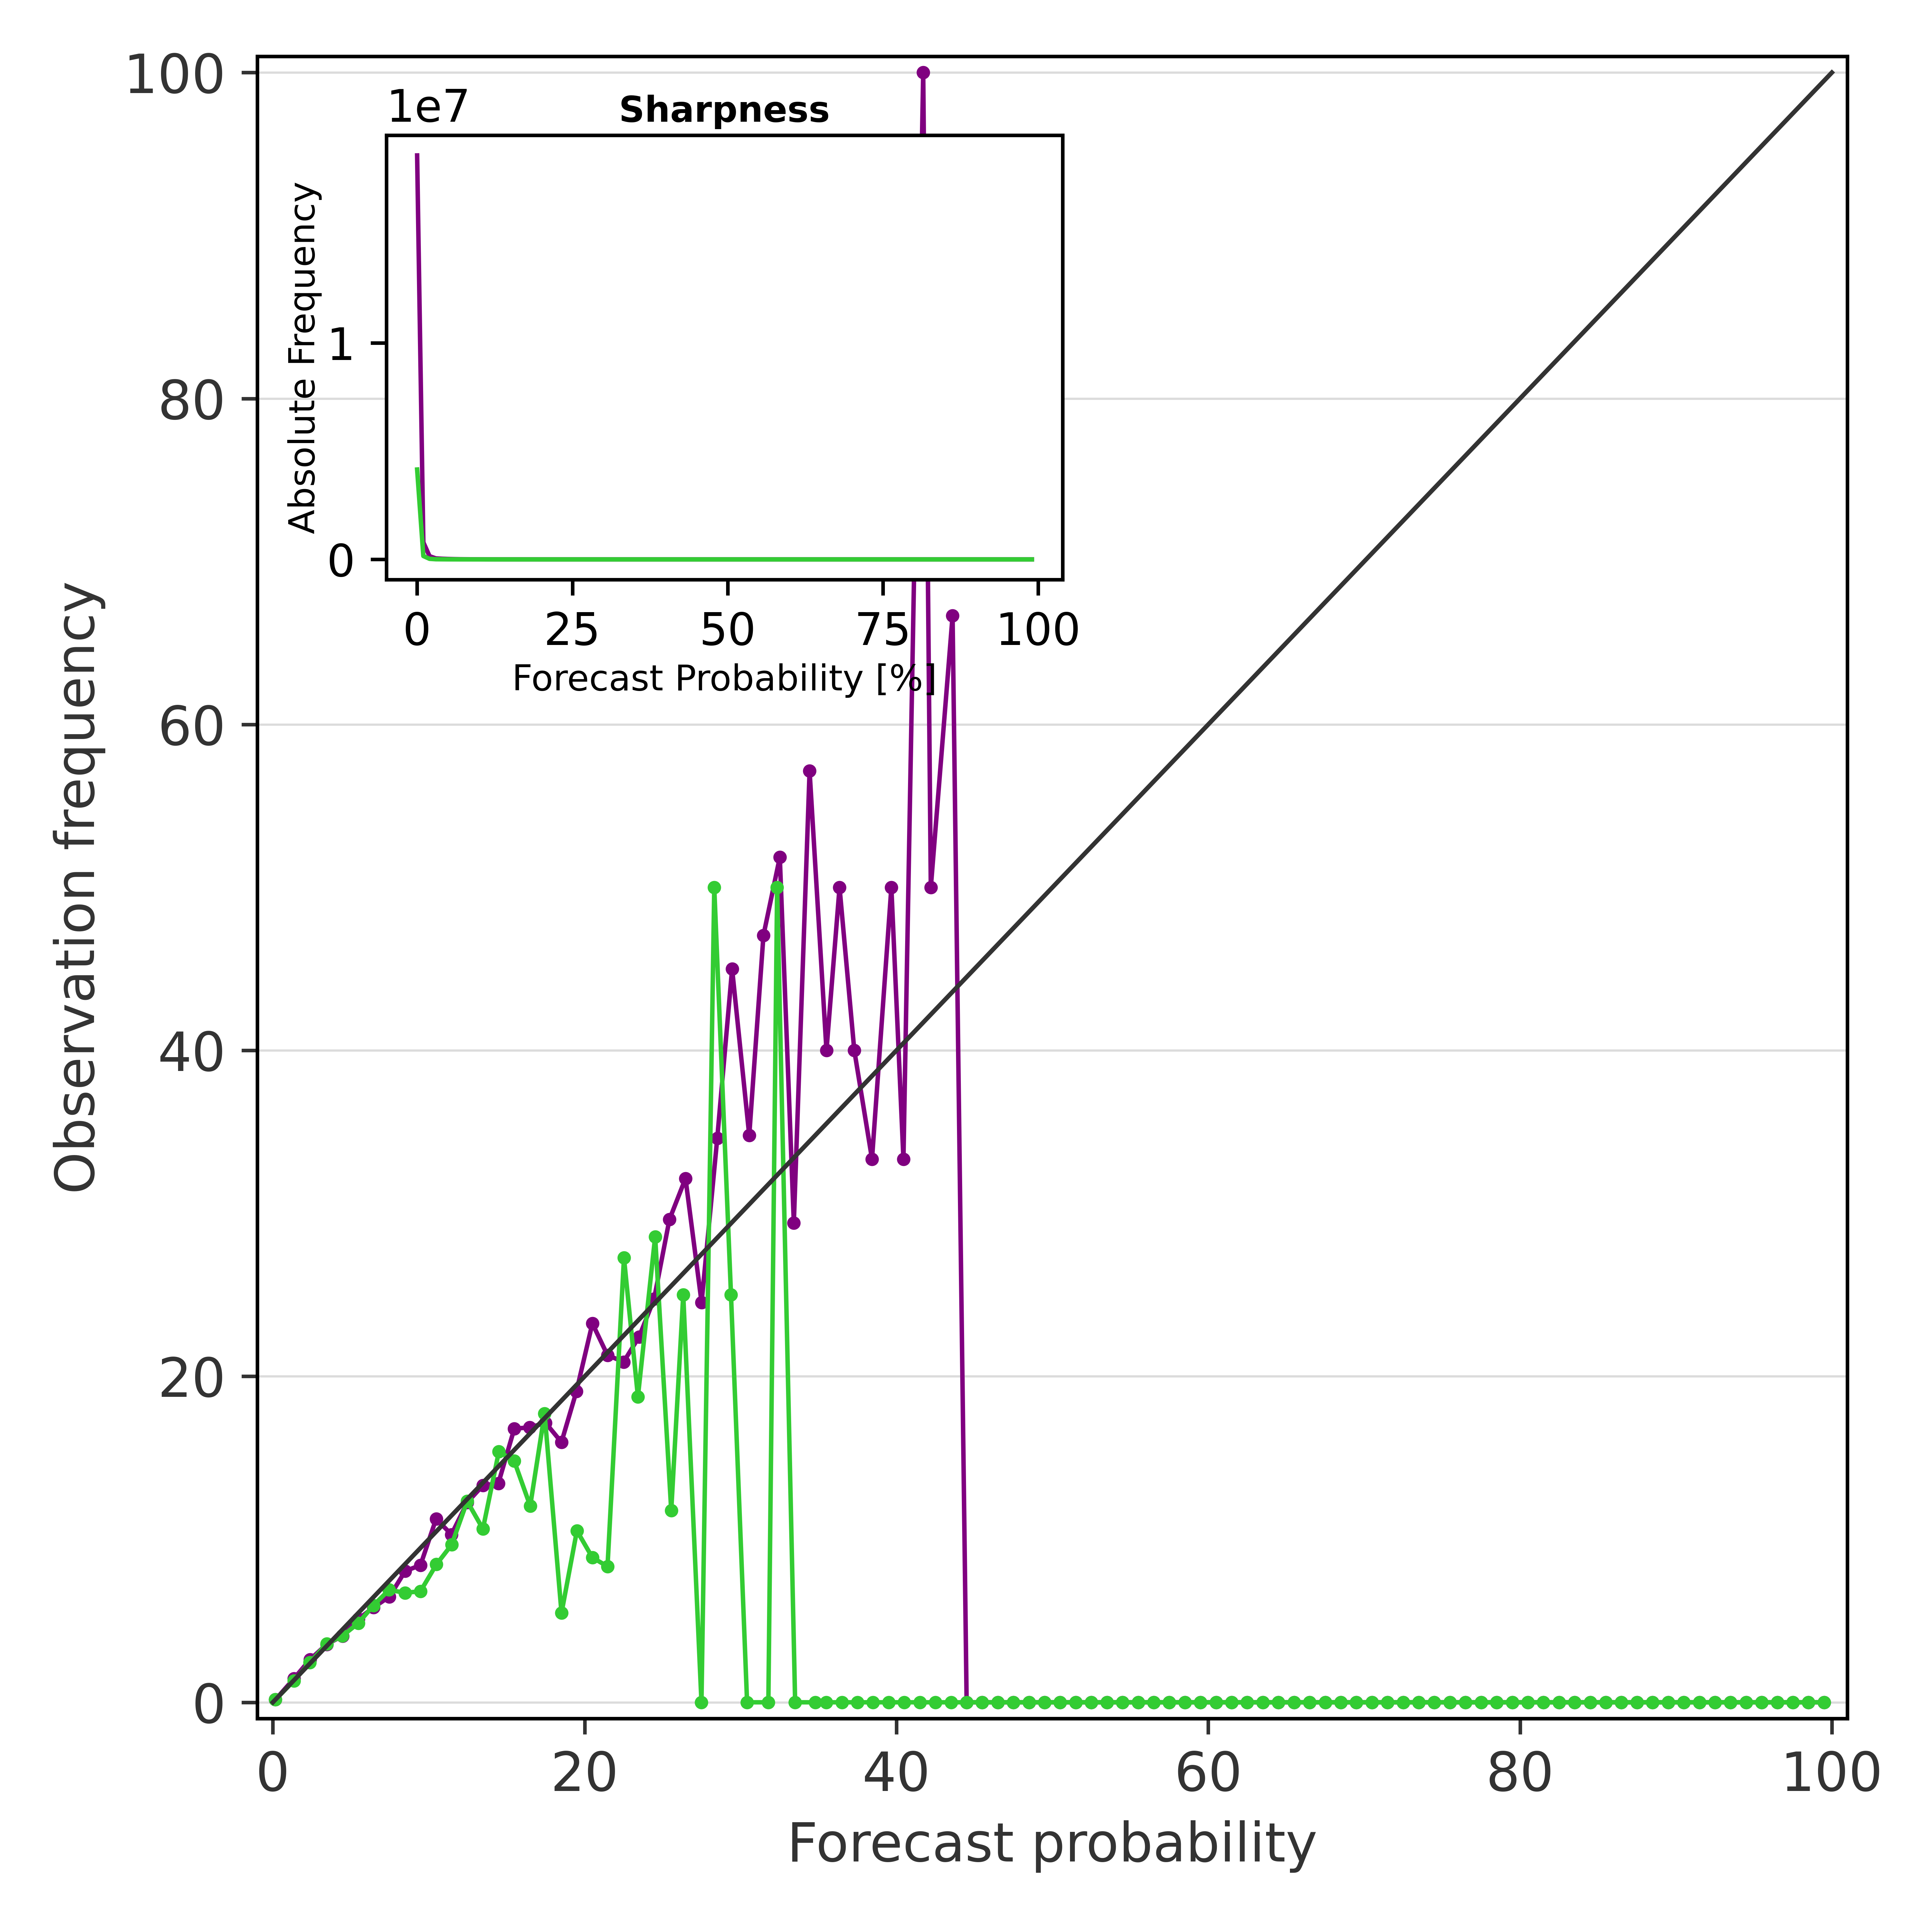 100
80
60
40
20
0
Observation frequency
1e7
Sharpness
Absolute Frequency
1
0
0 25 50 75 100
Forecast Probability [%]
0 20 40 60 80 100
Forecast probability